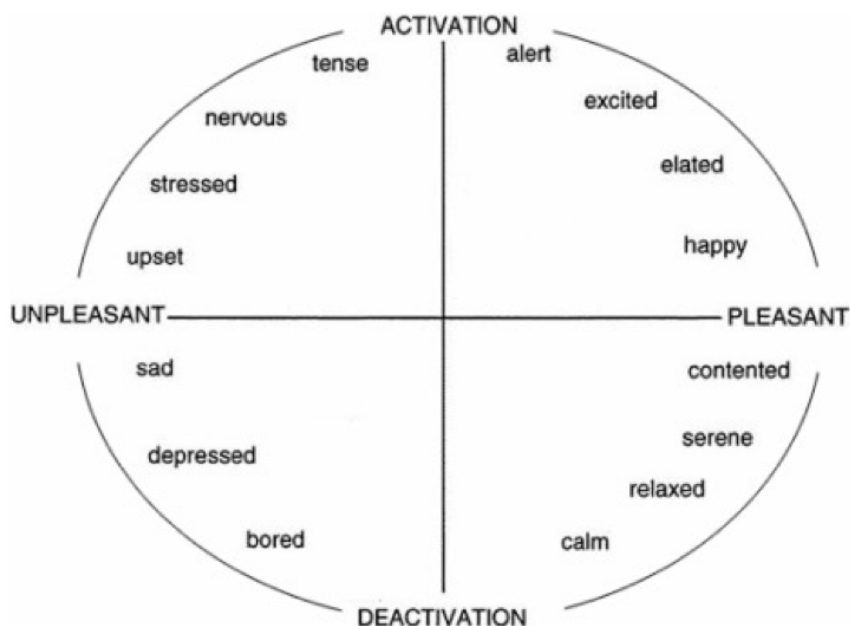 ACTIVATION
tense
alert
excited
nervous
elated
stressed
happy
upset
UNPLEASANT
PLEASANT
sad
contented
serene
depressed
relaxed
bored
calm
DEACTIVATION